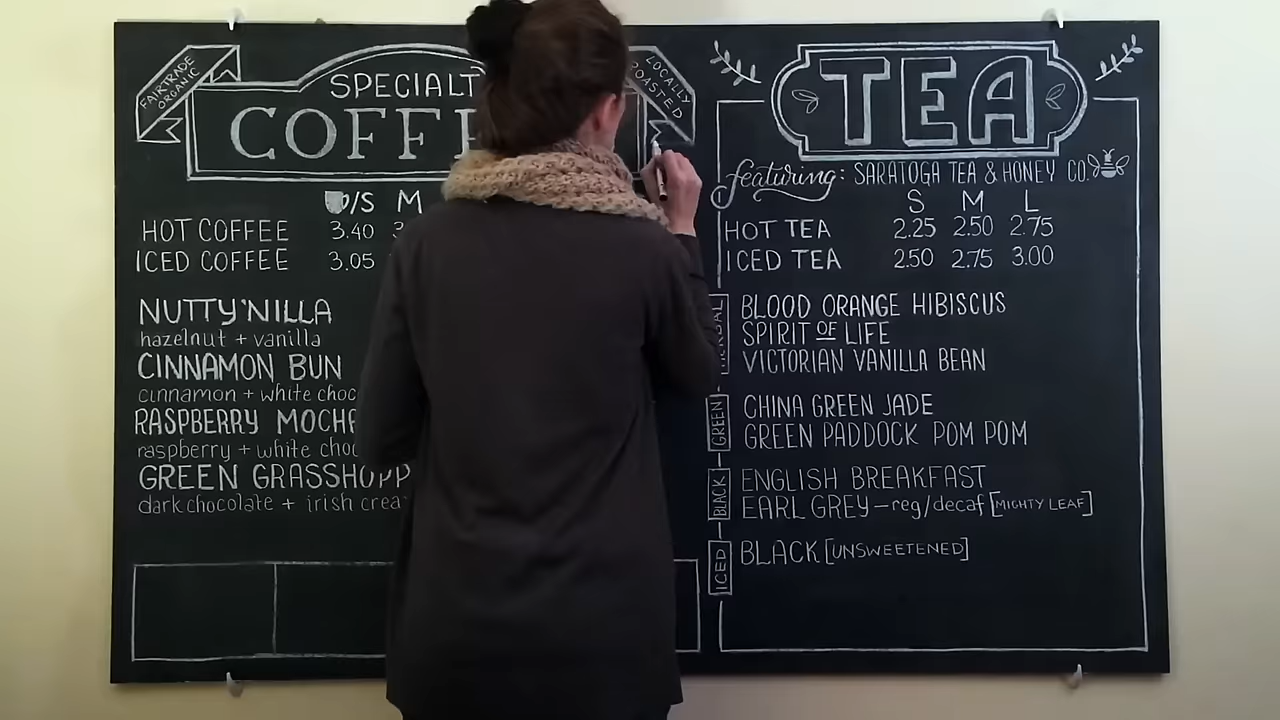 FAIRTRADE
ORGANIC
SPECIALT
COFF
LOCALLY
ROASTED
/S M
HOT COFFEE 3.40
ICED COFFEE 3.05
NUTTY'NILLA
hazelnut + vanilla
CINNAMON BUN
cinnamon + white choc
RASPBERRY MOCH
raspberry + white cho
GREEN GRASSHOPP
dark chocolate + irish crea
TEA
featuring: SARATOGA TEA & HONEY CO.
S M L
HOT TEA 2.25 2.50 2.75
ICED TEA 2.50 2.75 3.00
BLOOD ORANGE HIBISCUS
SPIRIT OF LIFE
VICTORIAN VANILLA BEAN
GREEN
CHINA GREEN JADE
GREEN PADDOCK POM POM
BLACK
ENGLISH BREAKFAST
EARL GREY–reg/decaf [MIGHTY LEAF]
ICED
BLACK [UNSWEETENED]